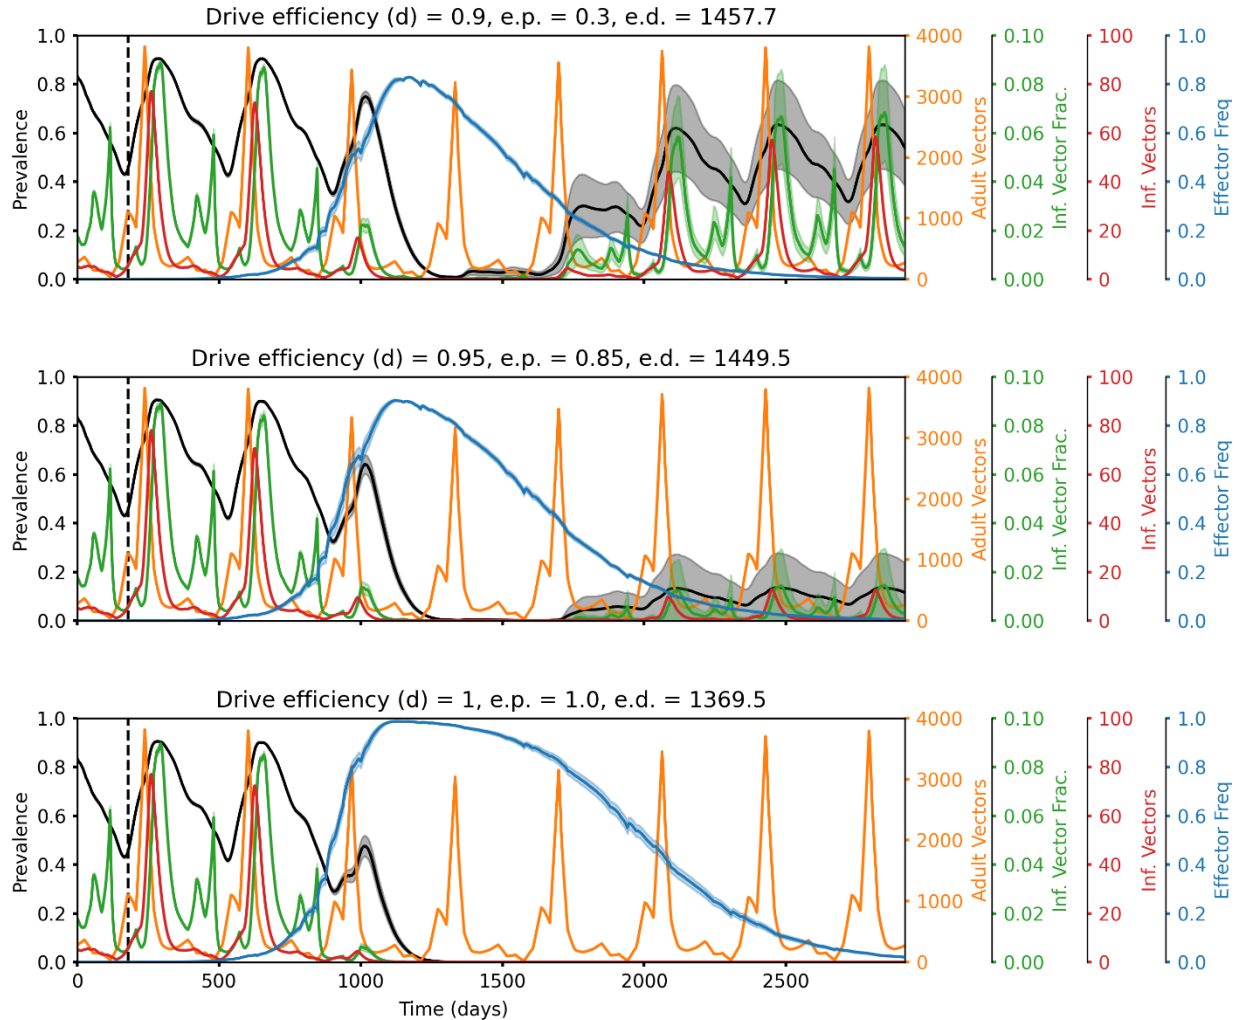 Drive efficiency (d) = 0.9, e.p. = 0.3, e.d. = 1457.7
1.0 4000 0.10 100 1.0
0.8 3000 0.08 80 0.8
0.6 0.06 60 0.6
2000
0.4 0.04 40 0.4
0.2 1000 0.02 20 0.2
0.0 0 0.00 0 0.0
Prevalence
Adult Vectors
Inf. Vector Frac.
Inf. Vectors
Effector Freq
Drive efficiency (d) = 0.95, e.p. = 0.85, e.d. = 1449.5
1.0 4000 0.10 100 1.0
0.8 3000 0.08 80 0.8
0.6 0.06 60 0.6
2000
0.4 0.04 40 0.4
0.2 1000 0.02 20 0.2
0.0 0 0.00 0 0.0
Prevalence
Adult Vectors
Inf. Vector Frac.
Inf. Vectors
Effector Freq
Drive efficiency (d) = 1, e.p. = 1.0, e.d. = 1369.5
1.0 4000 0.10 100 1.0
0.8 3000 0.08 80 0.8
0.6 0.06 60 0.6
2000
0.4 0.04 40 0.4
0.2 1000 0.02 20 0.2
0.0 0 0.00 0 0.0
Prevalence
Adult Vectors
Inf. Vector Frac.
Inf. Vectors
Effector Freq
0 500 1000 1500 2000 2500
Time (days)